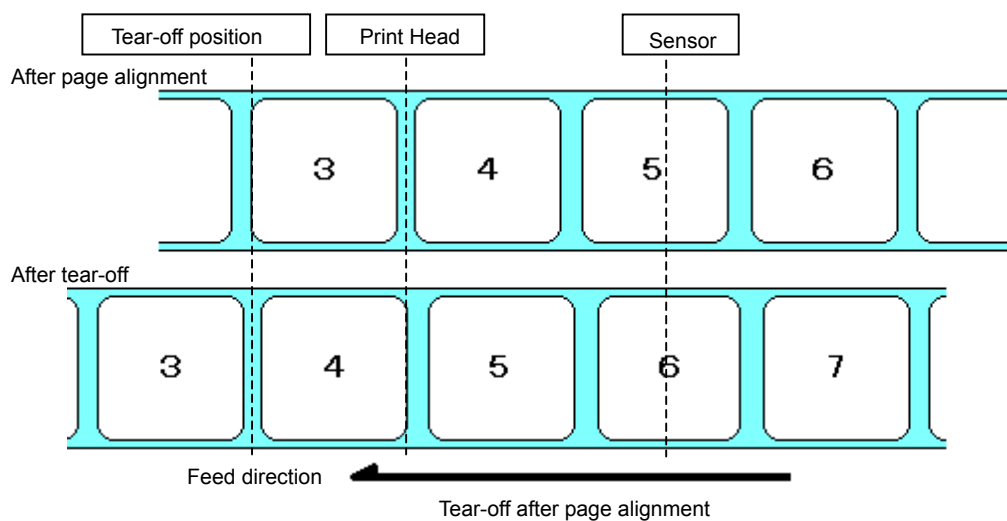 Tear-off position
Print Head
Sensor
After page alignment
3
4
5
6
After tear-off
3
4
5
6
7
Feed direction
Tear-off after page alignment